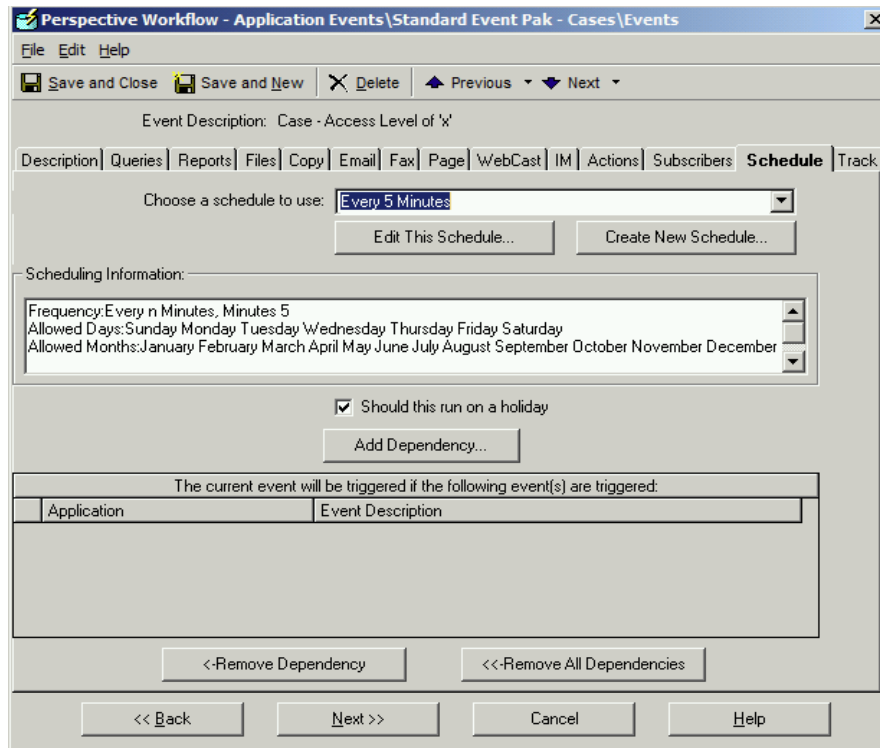 Perspective Workflow - Application Events\Standard Event Pak - Cases\Events
File Edit Help
Save and Close Save and New Delete Previous Next
Event Description: Case - Access Level of 'x'
Description Queries Reports Files Copy Email Fax Page WebCast IM Actions Subscribers Schedule Track
Choose a schedule to use: Every 5 Minutes
Edit This Schedule... Create New Schedule...
Scheduling Information:
Frequency:Every n Minutes, Minutes 5
Allowed Days:Sunday Monday Tuesday Wednesday Thursday Friday Saturday
Allowed Months:January February March April May June July August September October November December
Should this run on a holiday
Add Dependency...
The current event will be triggered if the following event(s) are triggered:
Application Event Description
<-Remove Dependency <<-Remove All Dependencies
<< Back Next >> Cancel Help